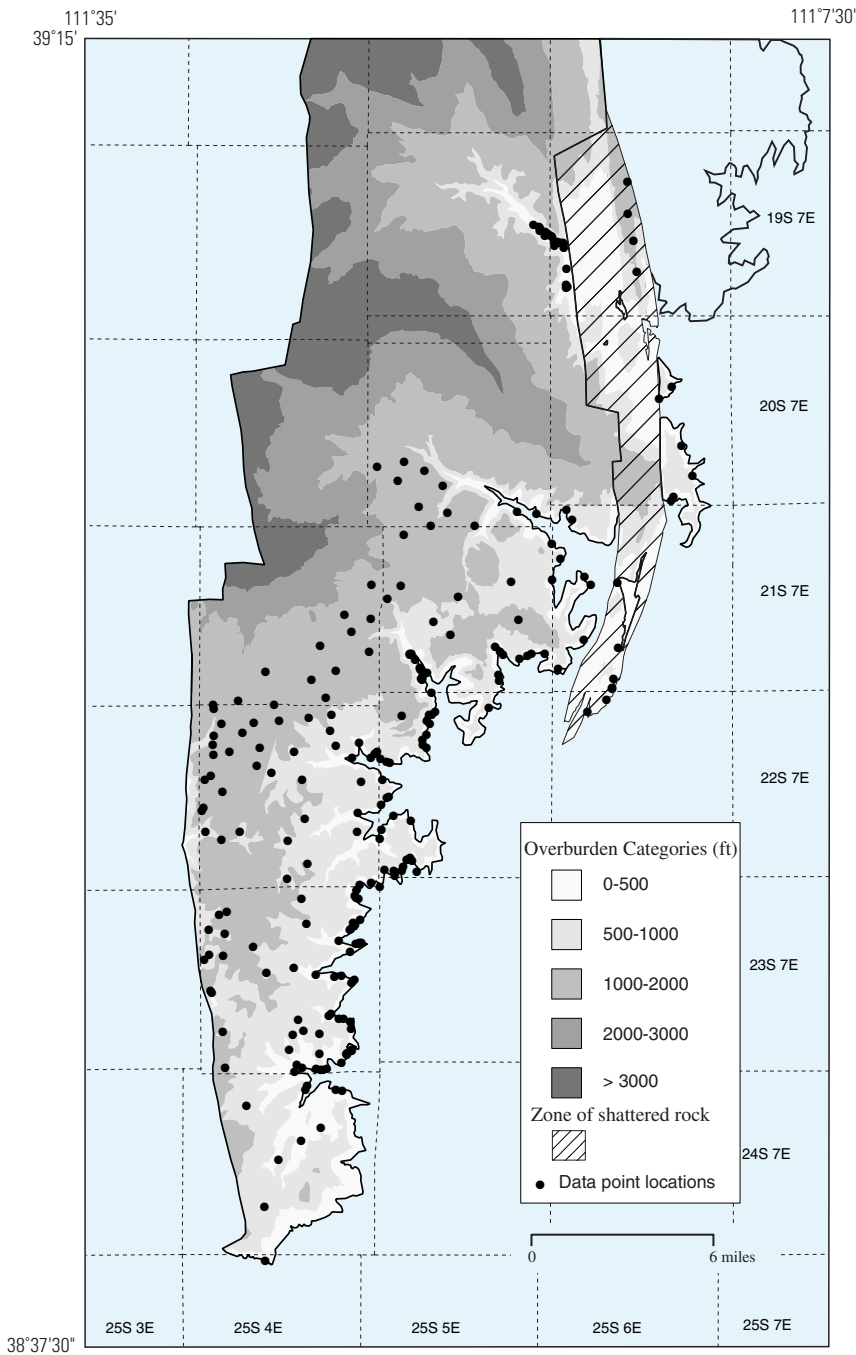 111°35'
111°7'30"
39°15'
19S 7E
20S 7E
21S 7E
22S 7E
Overburden Categories (ft)
0-500
500-1000
1000-2000
2000-3000
> 3000
Zone of shattered rock
Data point locations
23S 7E
24S 7E
0
6 miles
25S 3E
25S 4E
25S 5E
25S 6E
25S 7E
38°37'30"